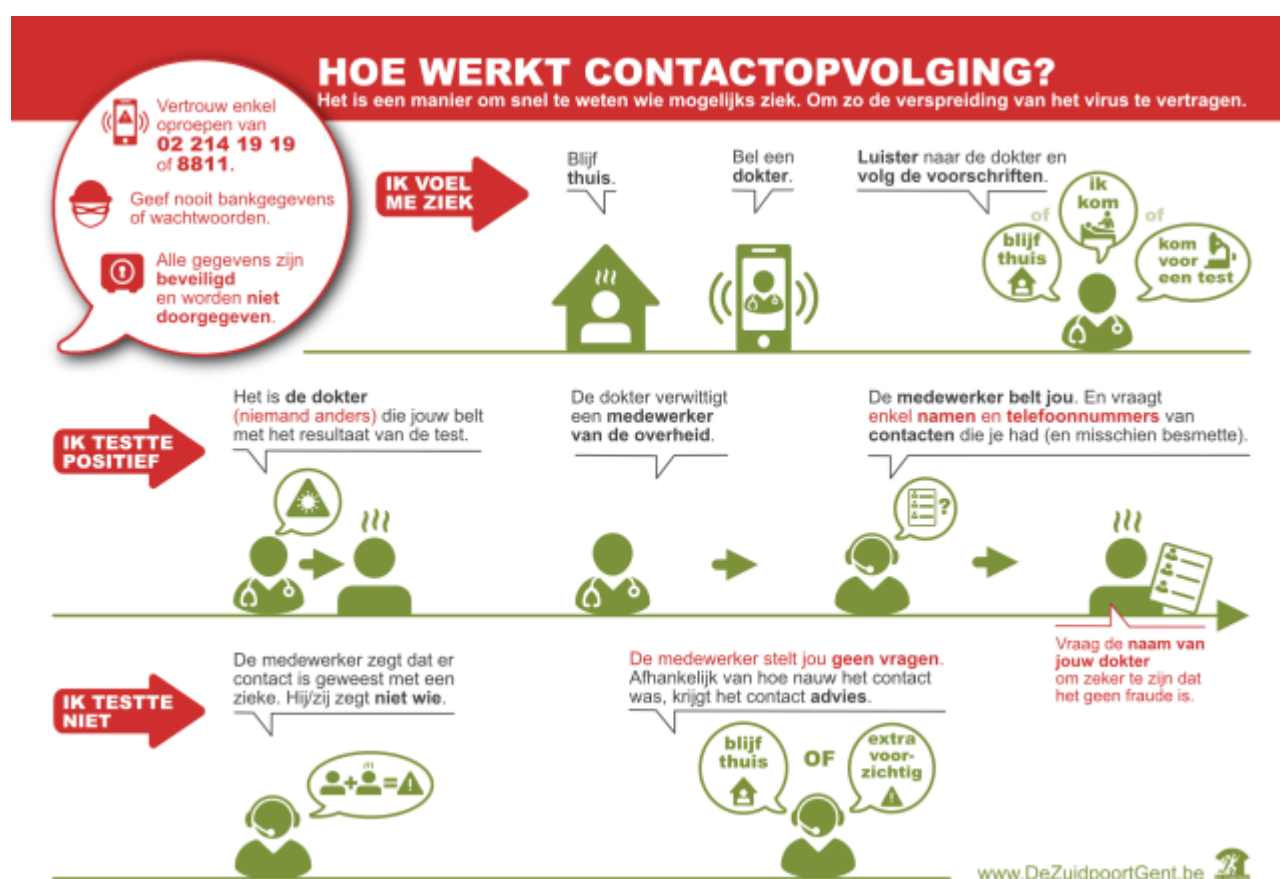 HOE WERKT CONTACTOPVOLGING?
Het is een manier om snel te weten wie mogelijks ziek. Om zo de verspreiding van het virus te vertragen.
Vertrouw enkel
oproepen van
02 214 19 19
of 8811.
Geef nooit bankgegevens
of wachtwoorden.
Alle gegevens zijn
beveiligd
en worden niet
doorgegeven.
IK VOEL
ME ZIEK
Blijf
thuis.
Bel een
dokter.
Luister naar de dokter en
volg de voorschriften.
blijf
thuis
of
ik
kom
of
kom
voor
een test
IK TESTTE
POSITIEF
Het is de dokter
(niemand anders) die jouw belt
met het resultaat van de test.
De dokter verwittigt
een medewerker
van de overheid.
De medewerker belt jou. En vraagt
enkel namen en telefoonnummers van
contacten die je had (en misschien besmette).
?
Vraag de naam van
jouw dokter
om zeker te zijn dat
het geen fraude is.
IK TESTTE
NIET
De medewerker zegt dat er
contact is geweest met een
zieke. Hij/zij zegt niet wie.
+ =
De medewerker stelt jou geen vragen.
Afhankelijk van hoe nauw het contact
was, krijgt het contact advies.
blijf
thuis
OF
extra
voor-
zichtig
www.DeZuidpoortGent.be